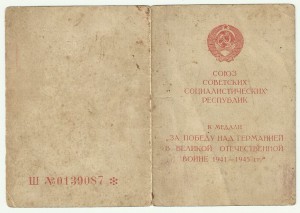 Ш № 0139087 *
СОЮЗ
СОВЕТСКИХ
СОЦИАЛИСТИЧЕСКИХ
РЕСПУБЛИК
К МЕДАЛИ
"ЗА ПОБЕДУ НАД ГЕРМАНИЕЙ
В ВЕЛИКОЙ ОТЕЧЕСТВЕННОЙ
ВОЙНЕ 1941-1945 гг."